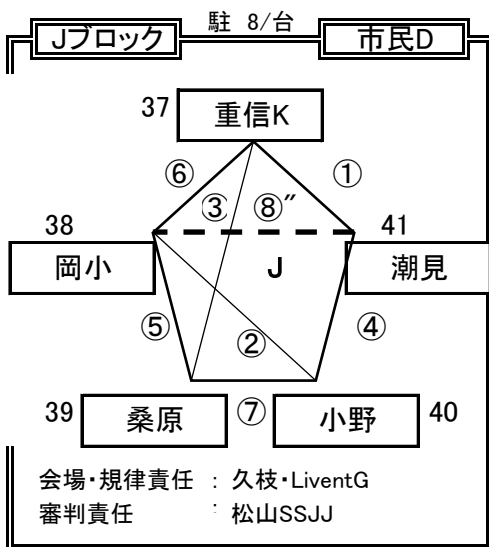 駐 8/台
Jブロック 市民D
37 重信K
⑥ ①
③ ⑧″
38 41
岡小 J 潮見
⑤ ② ④
39 桑原 ⑦ 小野 40
会場・規律責任 : 久枝・LiventG
審判責任 : 松山SSJJ